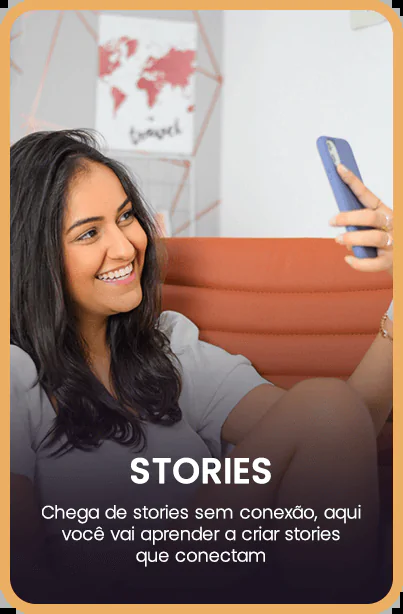 travel
STORIES
Chega de stories sem conexão, aqui
você vai aprender a criar stories
que conectam